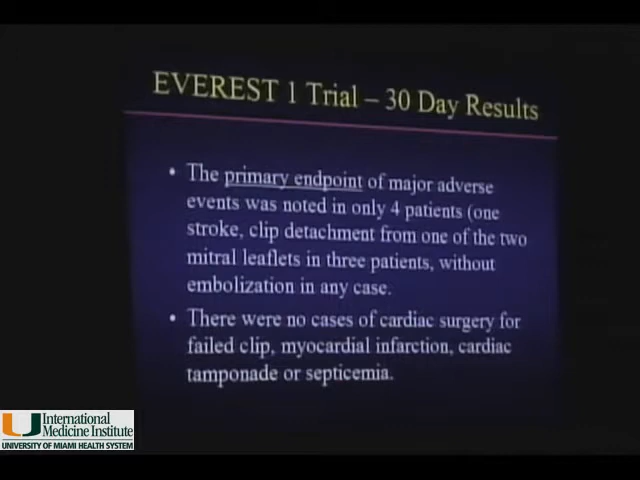 EVEREST 1 Trial – 30 Day Results
• The primary endpoint of major adverse
events was noted in only 4 patients (one
stroke, clip detachment from one of the two
mitral leaflets in three patients, without
embolization in any case.
• There were no cases of cardiac surgery for
failed clip, myocardial infarction, cardiac
tamponade or septicemia.
International
Medicine Institute
UNIVERSITY OF MIAMI HEALTH SYSTEM